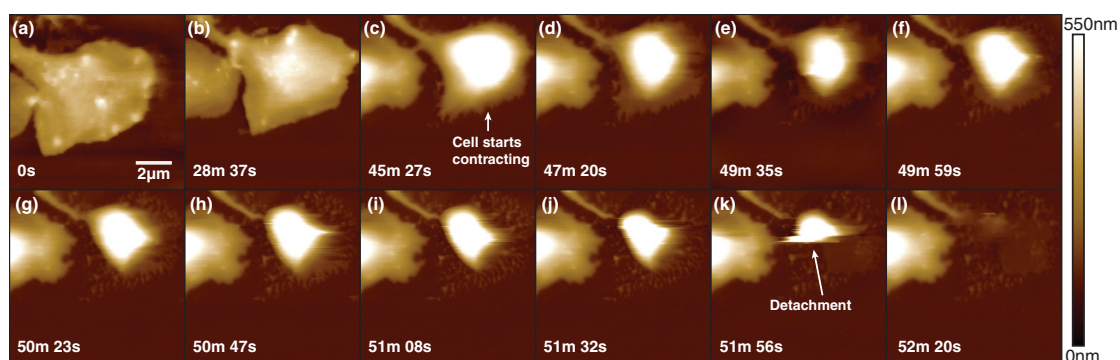 (a)
0s
2μm
(b)
28m 37s
(c)
Cell starts
contracting
45m 27s
(d)
47m 20s
(e)
49m 35s
(f)
49m 59s
550nm
0nm
(g)
50m 23s
(h)
50m 47s
(i)
51m 08s
(j)
51m 32s
(k)
Detachment
51m 56s
(l)
52m 20s